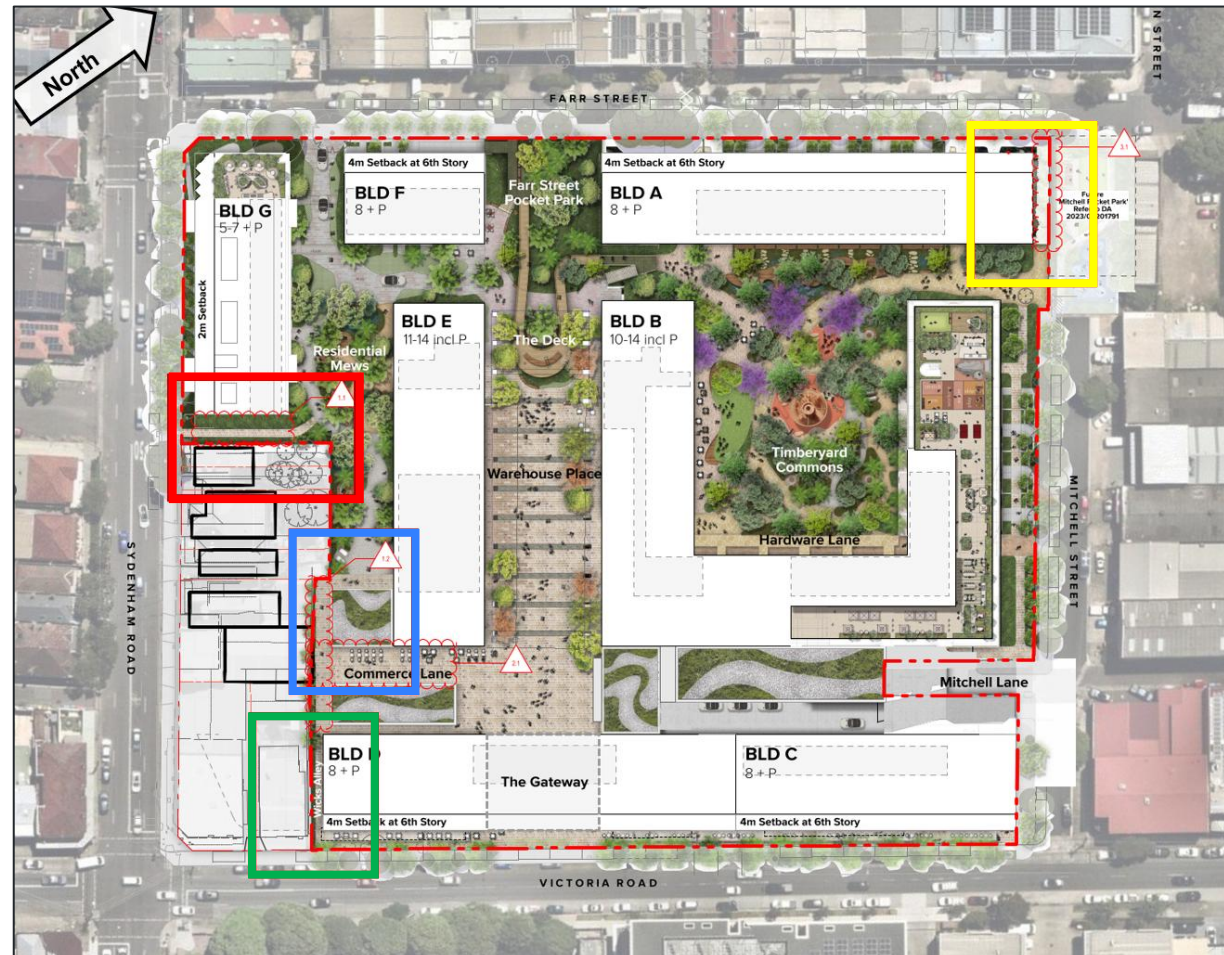 North
N STREET
FARR STREET
4m Setback at 6th Story
BLD F
8 + P
Farr Street
Pocket Park
4m Setback at 6th Story
BLD A
8 + P
3.1
'Mitchell Pocket Park'
BLD G
5-7 + P
2m Setback
BLD E
11-14 incl P
The Deck
BLD B
10-14 incl P
Residential
Mews
1.1
Warehouse Place
Timberyard
Commons
Hardware Lane
SYDENHAM ROAD
MITCHELL STREET
1.2
Commerce Lane
2.1
Mitchell Lane
Wicks Alley
BLD D
8 + P
The Gateway
BLD C
8 + P
4m Setback at 6th Story
4m Setback at 6th Story
VICTORIA ROAD